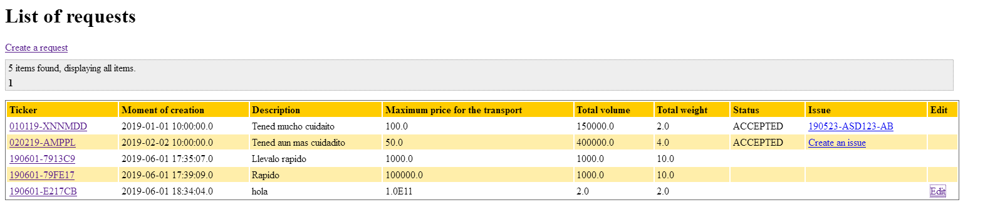 List of requests
Create a request
5 items found, displaying all items.
1
Ticker Moment of creation Description Maximum price for the transport Total volume Total weight Status Issue Edit
010119-XNNMDD 2019-01-01 10:00:00.0 Tened mucho cuidaito 100.0 150000.0 2.0 ACCEPTED 190523-ASD123-AB
020219-AMPPL 2019-02-02 10:00:00.0 Tened aun mas cuidadito 50.0 400000.0 4.0 ACCEPTED Create an issue
190601-7913C9 2019-06-01 17:35:07.0 Llevalo rapido 1000.0 1000.0 10.0
190601-79FE17 2019-06-01 17:39:09.0 Rapido 100000.0 1000.0 10.0
190601-E217CB 2019-06-01 18:34:04.0 hola 1.0E11 2.0 2.0 Edit